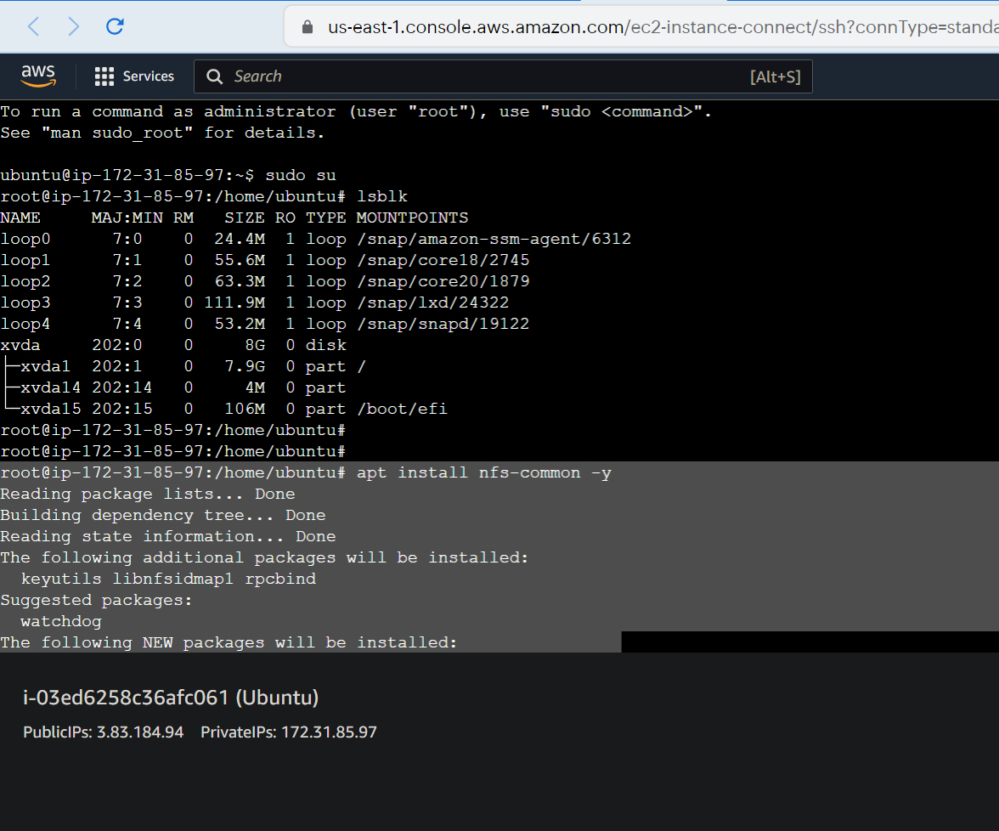 us-east-1.console.aws.amazon.com/ec2-instance-connect/ssh?connType=standa
aws Services Search [Alt+S]
To run a command as administrator (user "root"), use "sudo <command>".
See "man sudo_root" for details.
ubuntu@ip-172-31-85-97:~$ sudo su
root@ip-172-31-85-97:/home/ubuntu# lsblk
NAME     MAJ:MIN RM   SIZE RO TYPE MOUNTPOINTS
loop0      7:0    0  24.4M  1 loop /snap/amazon-ssm-agent/6312
loop1      7:1    0  55.6M  1 loop /snap/core18/2745
loop2      7:2    0  63.3M  1 loop /snap/core20/1879
loop3      7:3    0 111.9M  1 loop /snap/lxd/24322
loop4      7:4    0  53.2M  1 loop /snap/snapd/19122
xvda     202:0    0     8G  0 disk
├─xvda1  202:1    0   7.9G  0 part /
├─xvda14 202:14   0     4M  0 part
└─xvda15 202:15   0   106M  0 part /boot/efi
root@ip-172-31-85-97:/home/ubuntu#
root@ip-172-31-85-97:/home/ubuntu#
root@ip-172-31-85-97:/home/ubuntu# apt install nfs-common -y
Reading package lists... Done
Building dependency tree... Done
Reading state information... Done
The following additional packages will be installed:
  keyutils libnfsidmap1 rpcbind
Suggested packages:
  watchdog
The following NEW packages will be installed:
i-03ed6258c36afc061 (Ubuntu)
PublicIPs: 3.83.184.94 PrivateIPs: 172.31.85.97